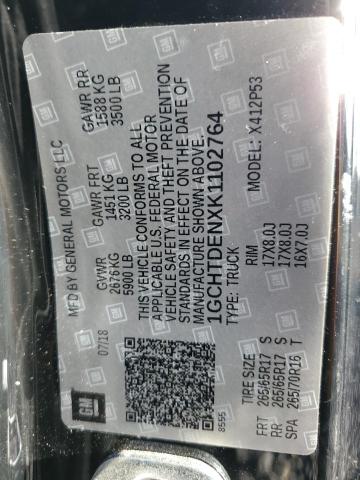 MFD BY GENERAL MOTORS LLC
07/18
GVWR GAWR FRT GAWR RR
2676 KG 1451 KG 1588 KG
5900 LB 3200 LB 3500 LB
THIS VEHICLE CONFORMS TO ALL
APPLICABLE U.S. FEDERAL MOTOR
VEHICLE SAFETY AND THEFT PREVENTION
STANDARDS IN EFFECT ON THE DATE OF
MANUFACTURE SHOWN ABOVE.
1GCHTDENXK1102764
TYPE: TRUCK MODEL: X412P53
8555
TIRE SIZE RIM
FRT 265/65R17 S 17X8.0J
RR 265/65R17 S 17X8.0J
SPA 265/70R16 T 16X7.0J
GM